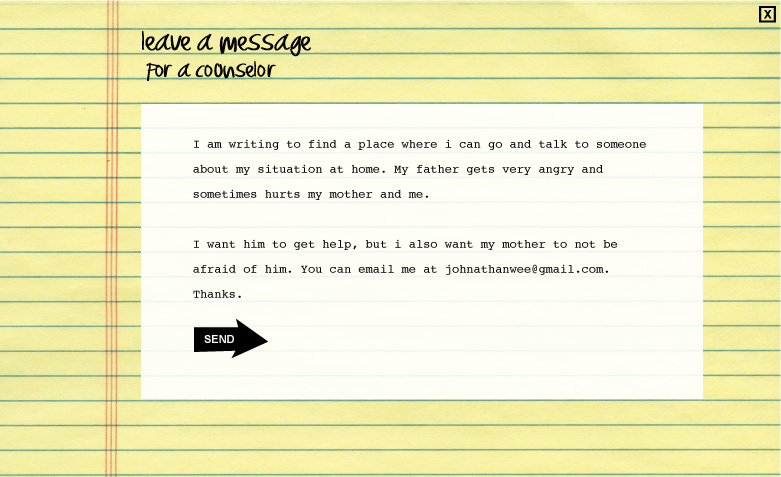 X
leave a message
For a counselor
I am writing to find a place where i can go and talk to someone
about my situation at home. My father gets very angry and
sometimes hurts my mother and me.
I want him to get help, but i also want my mother to not be
afraid of him. You can email me at johnathanwee@gmail.com.
Thanks.
SEND